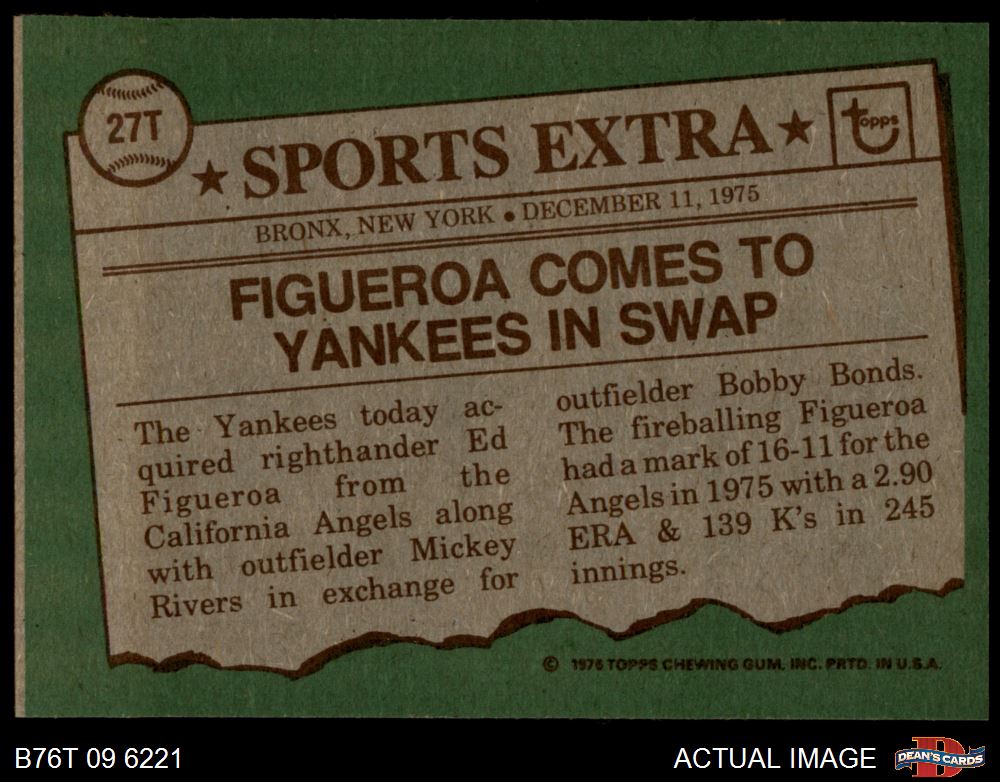 27T
★ SPORTS EXTRA ★
topps
BRONX, NEW YORK • DECEMBER 11, 1975
FIGUEROA COMES TO
YANKEES IN SWAP
The Yankees today ac-
quired righthander Ed
Figueroa from the
California Angels along
with outfielder Mickey
Rivers in exchange for
outfielder Bobby Bonds.
The fireballing Figueroa
had a mark of 16-11 for the
Angels in 1975 with a 2.90
ERA & 139 K's in 245
innings.
© 1976 TOPPS CHEWING GUM, INC. PRTD. IN U.S.A.
B76T 09 6221
ACTUAL IMAGE
D
DEAN'S CARDS